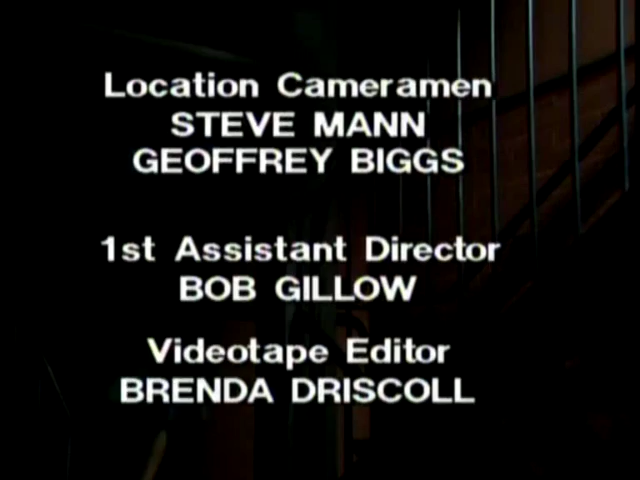 Location Cameramen
STEVE MANN
GEOFFREY BIGGS
1st Assistant Director
BOB GILLOW
Videotape Editor
BRENDA DRISCOLL